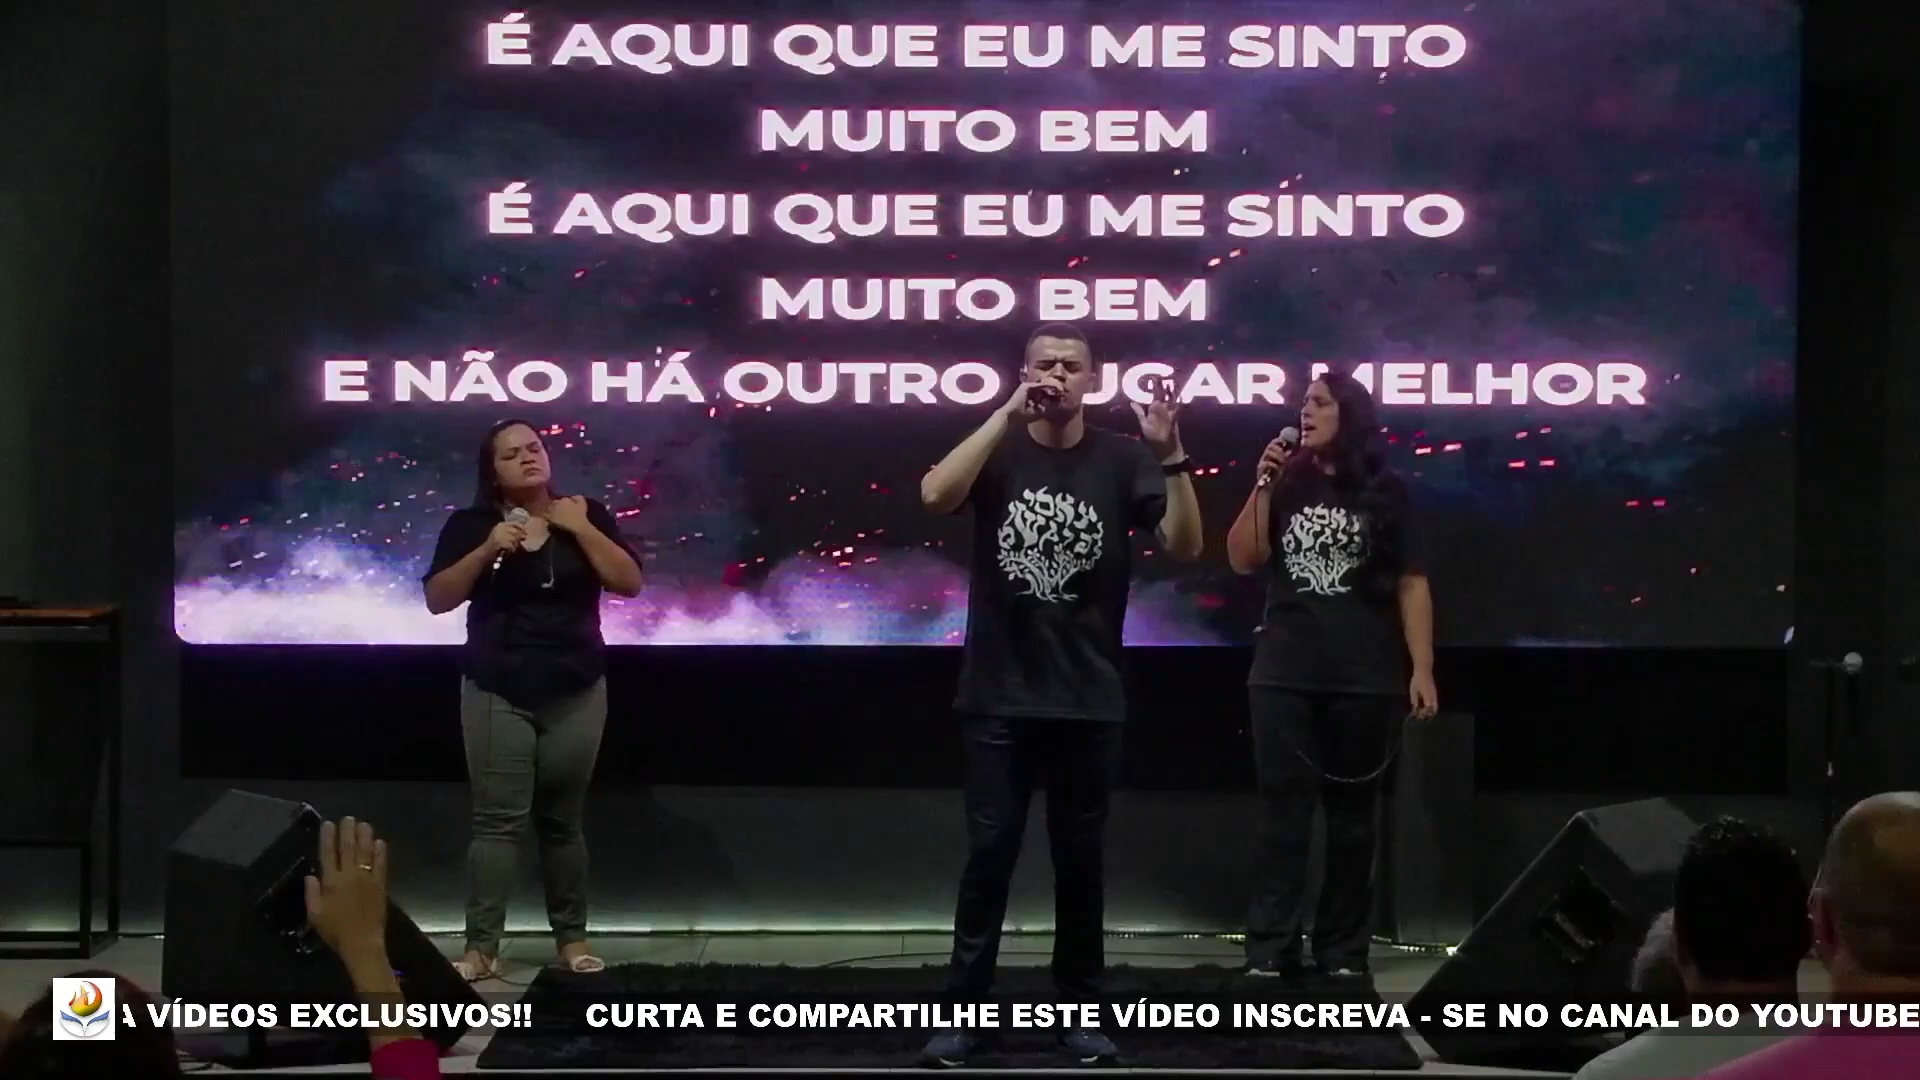 É AQUI QUE EU ME SINTO
MUITO BEM
É AQUI QUE EU ME SINTO
MUITO BEM
E NÃO HÁ OUTRO LUGAR MELHOR
A VÍDEOS EXCLUSIVOS!! CURTA E COMPARTILHE ESTE VÍDEO INSCREVA - SE NO CANAL DO YOUTUBE